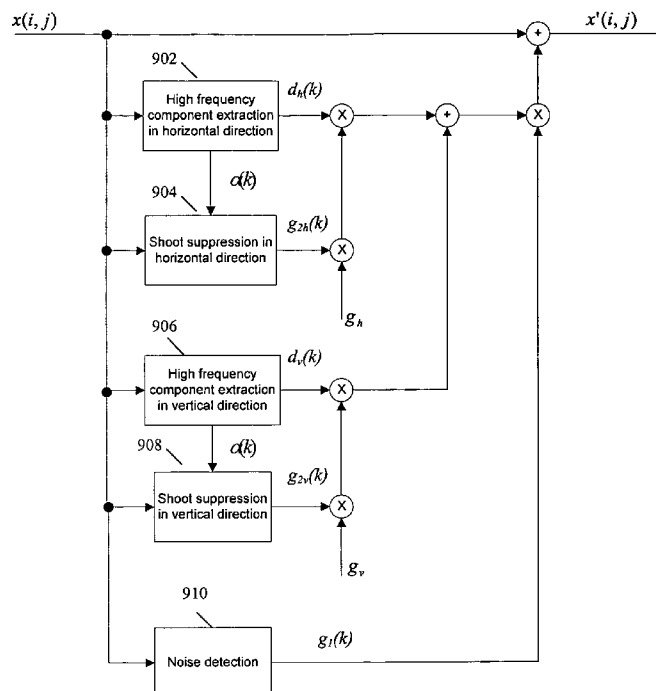 x(i, j)
x'(i, j)
+
902
High frequency
component extraction
in horizontal direction
d_h(k)
X
+
X
α(k)
904
Shoot suppression in
horizontal direction
g_2h(k)
X
g_h
906
High frequency
component extraction
in vertical direction
d_v(k)
X
α(k)
908
Shoot suppression
in vertical direction
g_2v(k)
X
g_v
910
Noise detection
g_1(k)